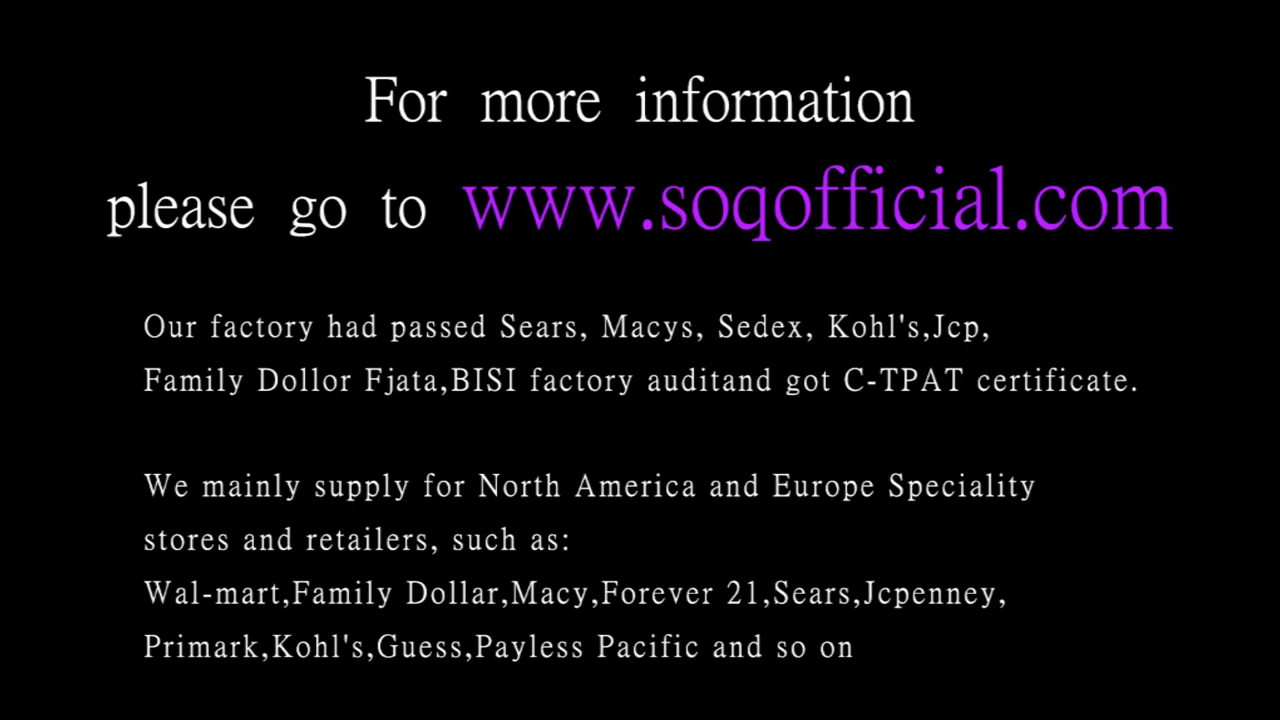 For more information
please go to www.soqofficial.com
Our factory had passed Sears, Macys, Sedex, Kohl's,Jcp,
Family Dollor Fjata,BISI factory auditand got C-TPAT certificate.
We mainly supply for North America and Europe Speciality
stores and retailers, such as:
Wal-mart,Family Dollar,Macy,Forever 21,Sears,Jcpenney,
Primark,Kohl's,Guess,Payless Pacific and so on